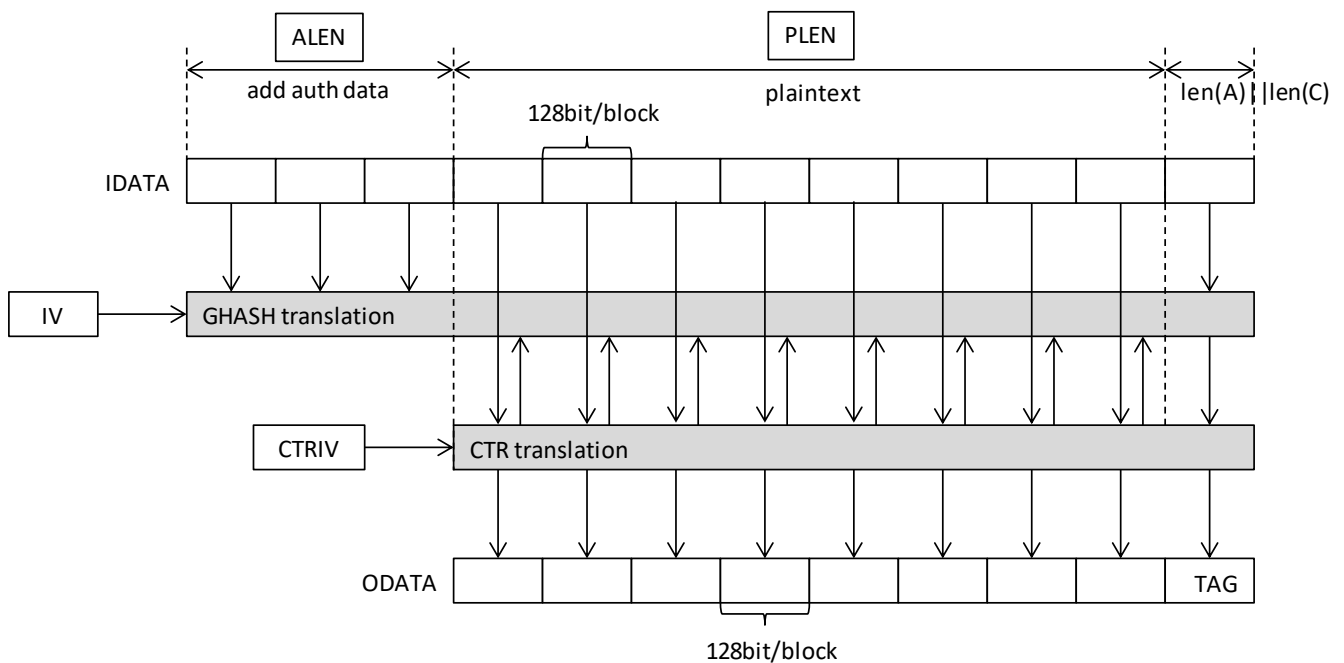 ALEN
PLEN
add auth data
plaintext
len(A)||len(C)
128bit/block
IDATA
IV
GHASH translation
CTRIV
CTR translation
ODATA
TAG
128bit/block